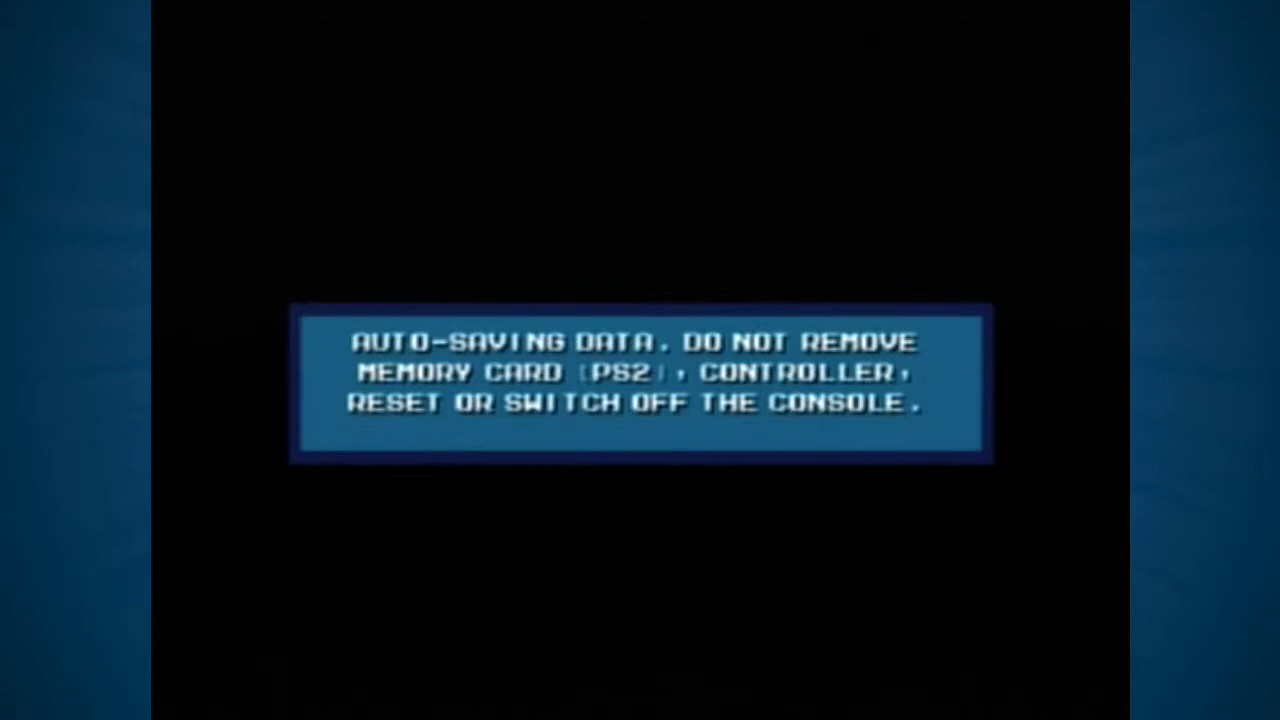 AUTO-SAVING DATA. DO NOT REMOVE
MEMORY CARD (PS2), CONTROLLER,
RESET OR SWITCH OFF THE CONSOLE.